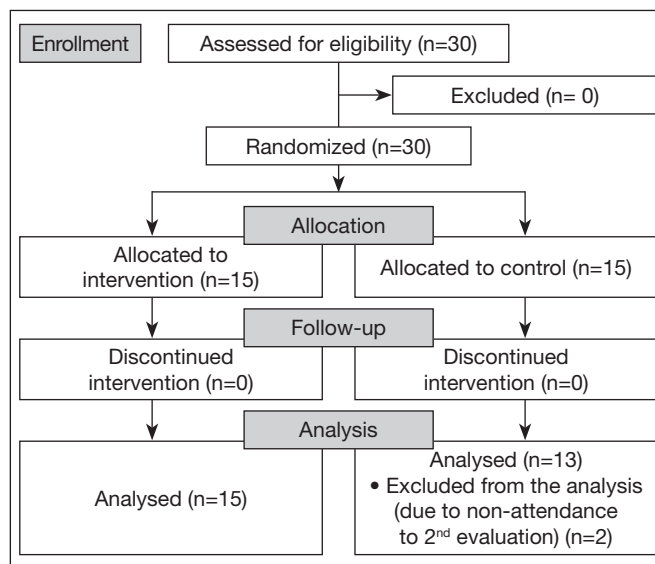 Enrollment
Assessed for eligibility (n=30)
Excluded (n= 0)
Randomized (n=30)
Allocation
Allocated to
intervention (n=15)
Allocated to control (n=15)
Follow-up
Discontinued
intervention (n=0)
Discontinued
intervention (n=0)
Analysis
Analysed (n=15)
Analysed (n=13)
• Excluded from the analysis
(due to non-attendance
to 2nd evaluation) (n=2)